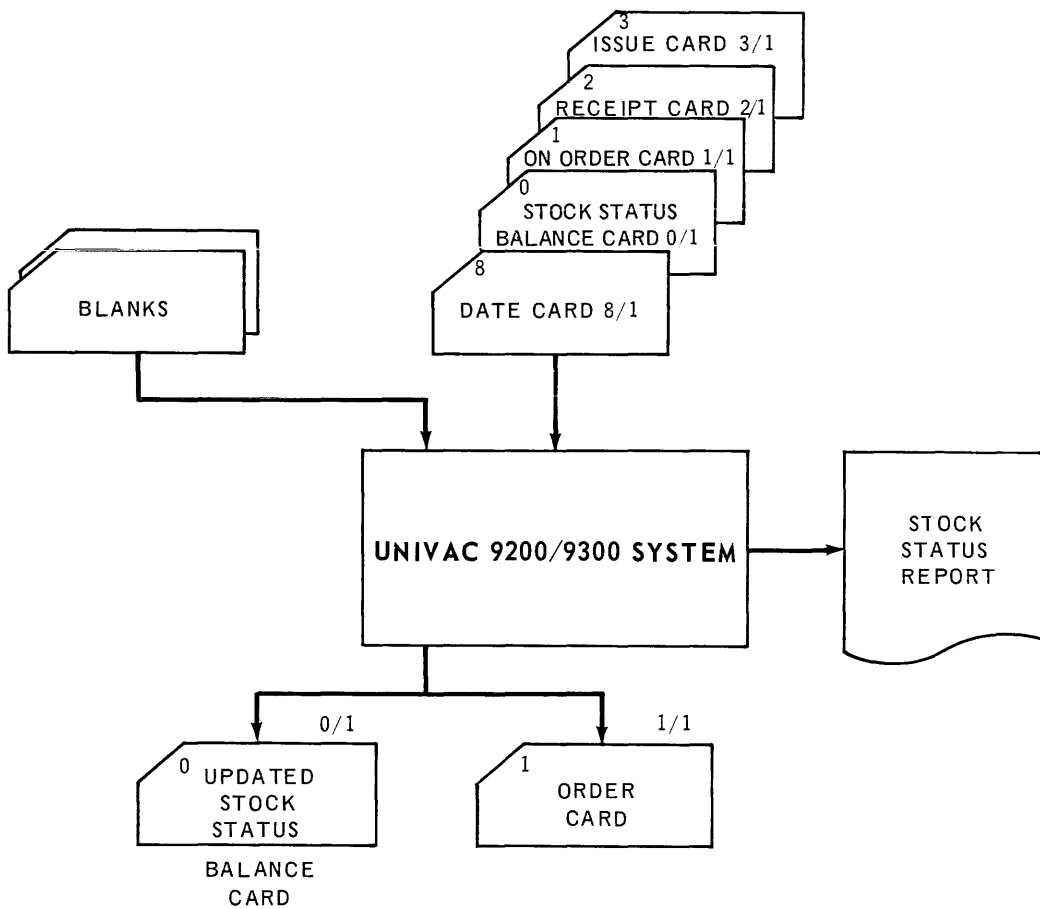 3
ISSUE CARD 3/1
2
RECEIPT CARD 2/1
1
ON ORDER CARD 1/1
0
STOCK STATUS
BALANCE CARD 0/1
8
DATE CARD 8/1
BLANKS
UNIVAC 9200/9300 SYSTEM
STOCK
STATUS
REPORT
0/1
0 UPDATED
STOCK
STATUS
BALANCE
CARD
1/1
1
ORDER
CARD